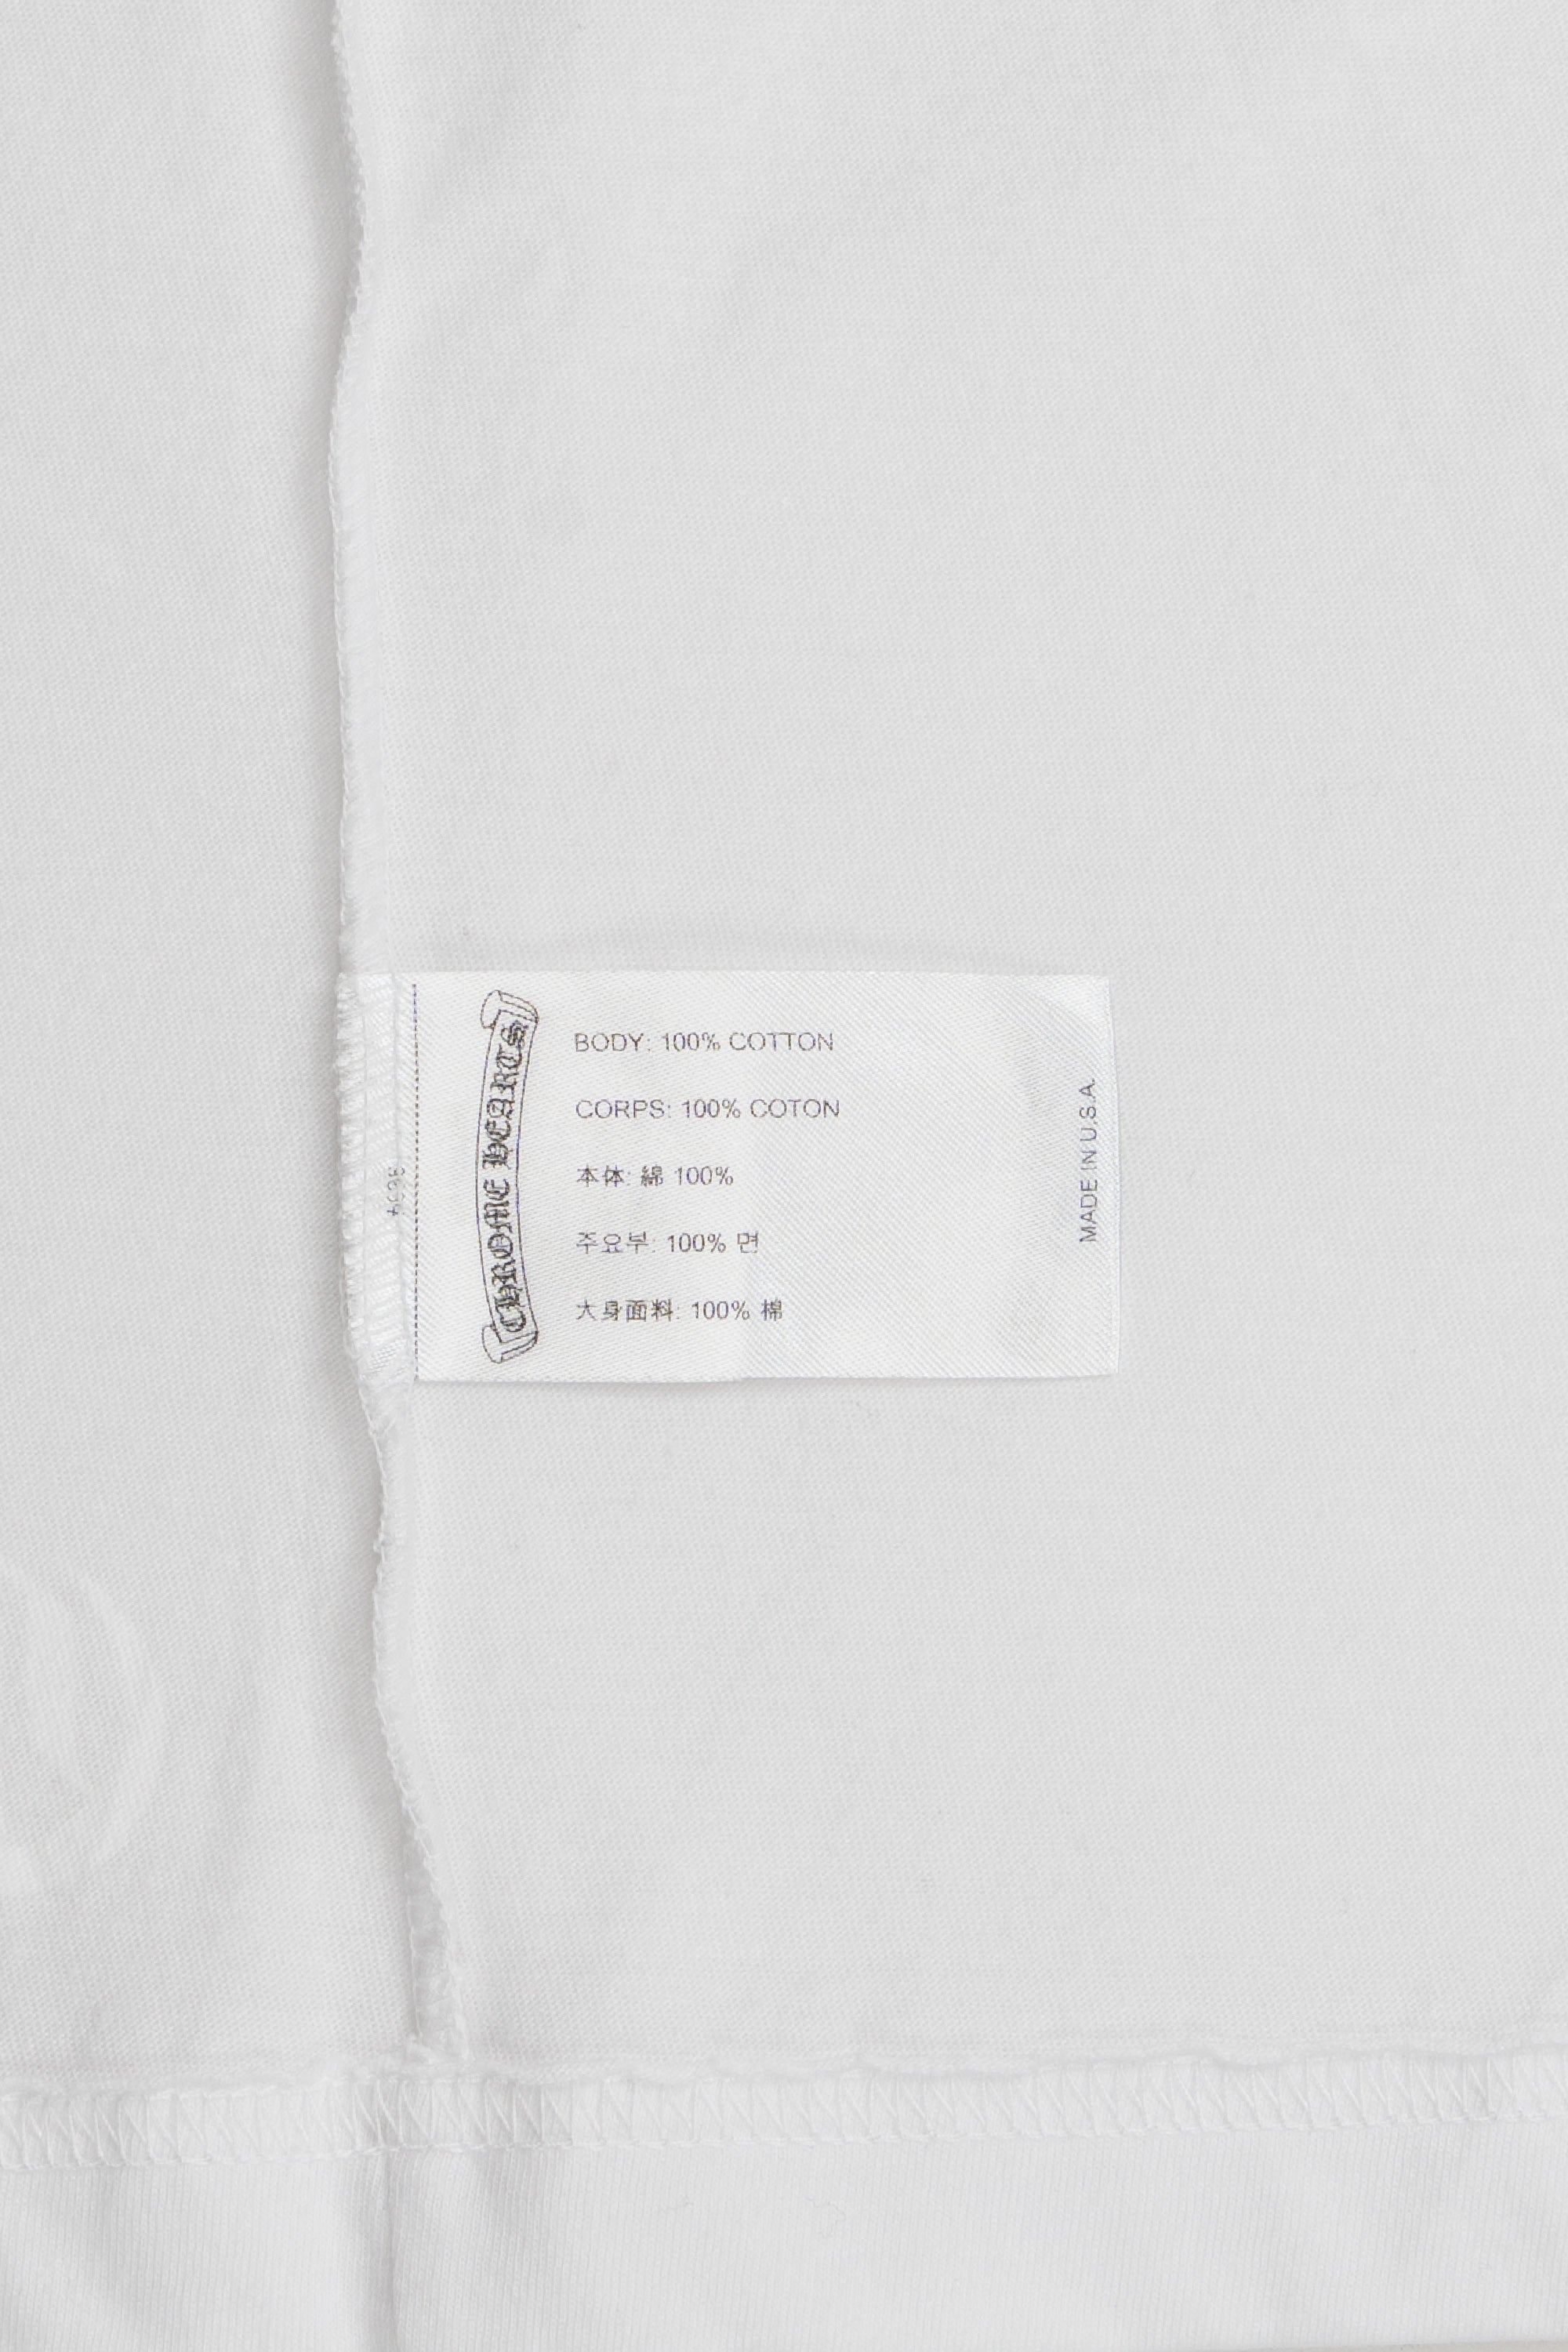 CHROME HEARTS
BODY: 100% COTTON
CORPS: 100% COTON
本体: 綿 100%
주요부: 100% 면
大身面料: 100% 棉
MADE IN U.S.A.